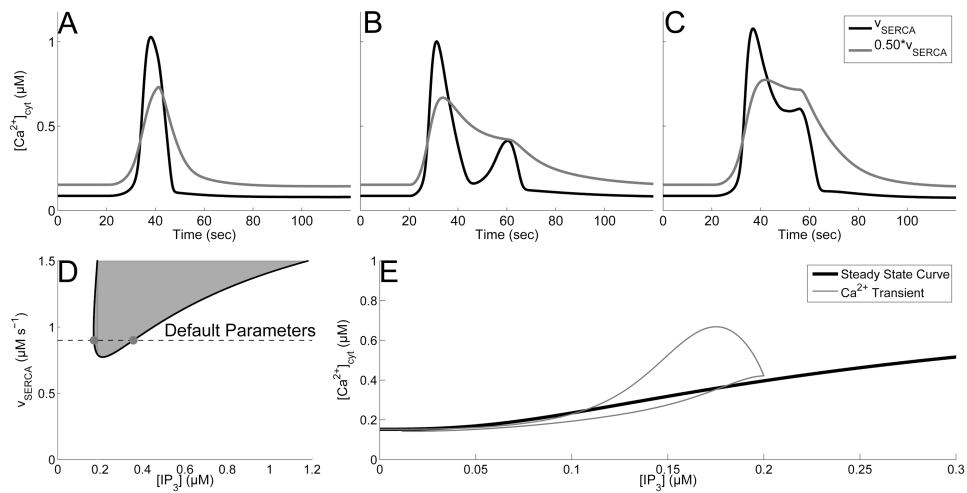 A
B
C
v_SERCA
0.50*v_SERCA
1
0.5
0
[Ca²⁺]_cyt (µM)
0 20 40 60 80 100
Time (sec)
0 20 40 60 80 100
Time (sec)
0 20 40 60 80 100
Time (sec)
D
1.5
1
0.5
0
v_SERCA (µM s⁻¹)
Default Parameters
0 0.2 0.4 0.6 0.8 1 1.2
[IP₃] (µM)
E
Steady State Curve
Ca²⁺ Transient
1
0.8
0.6
0.4
0.2
0
[Ca²⁺]_cyt (µM)
0 0.05 0.1 0.15 0.2 0.25 0.3
[IP₃] (µM)